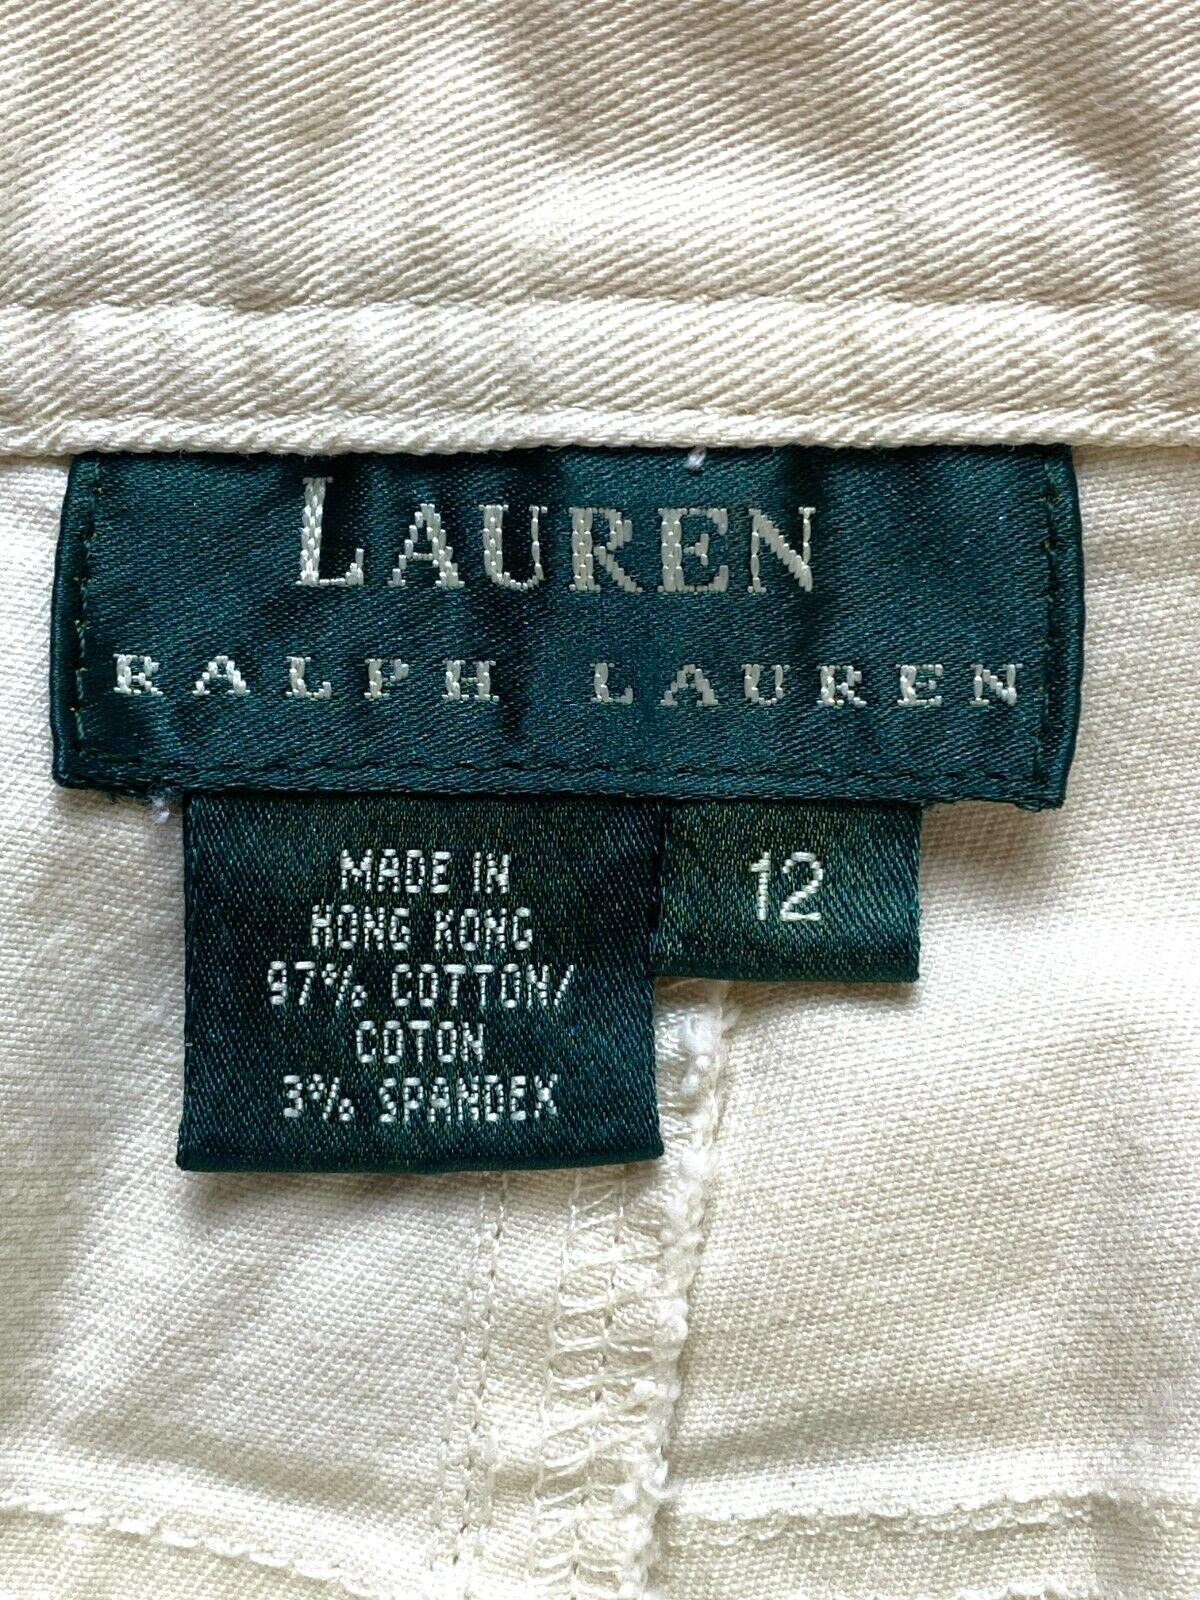 LAUREN
RALPH LAUREN
MADE IN
HONG KONG
97% COTTON/
COTON
3% SPANDEX
12